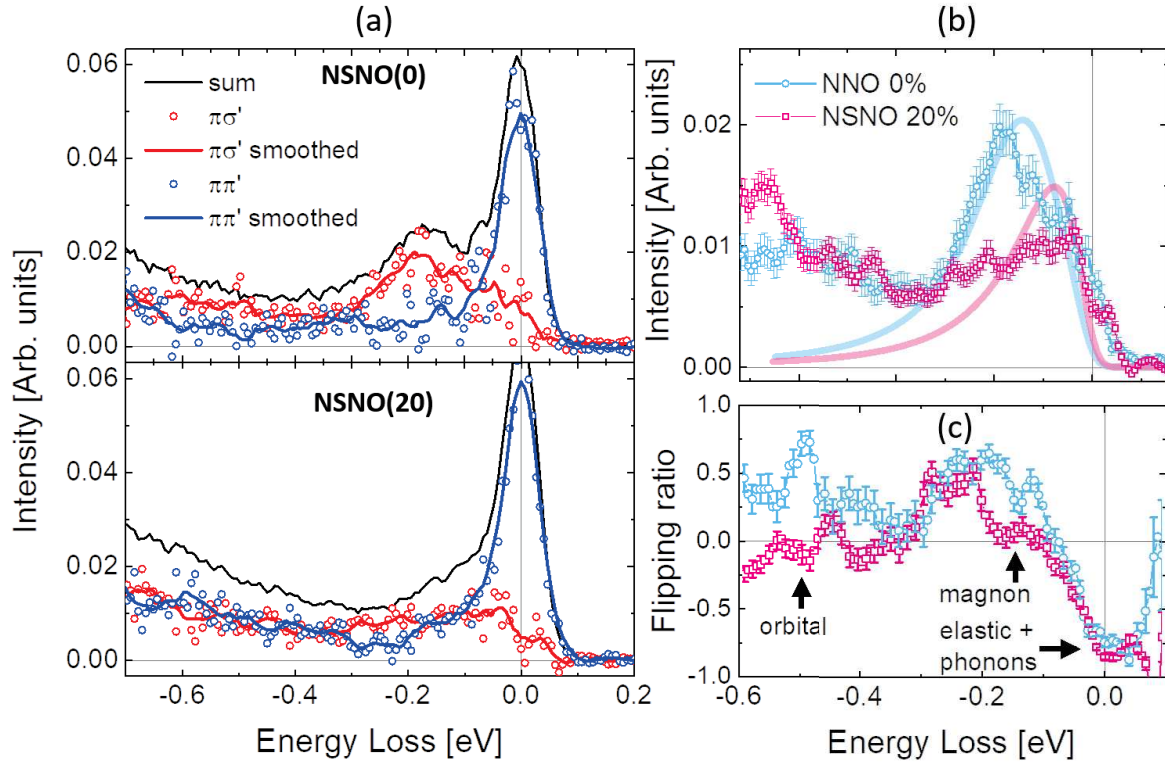 (a)
0.06
0.04
0.02
0.00
NSNO(0)
sum
πσ'
πσ' smoothed
ππ'
ππ' smoothed
0.06
0.04
0.02
0.00
NSNO(20)
-0.6 -0.4 -0.2 0.0 0.2
Energy Loss [eV]
Intensity [Arb. units]
(b)
NNO 0%
NSNO 20%
0.02
0.01
0.00
Intensity [Arb. units]
(c)
1.0
0.5
0.0
-0.5
-1.0
Flipping ratio
orbital
magnon
elastic +
phonons
-0.6 -0.4 -0.2 0.0
Energy Loss [eV]